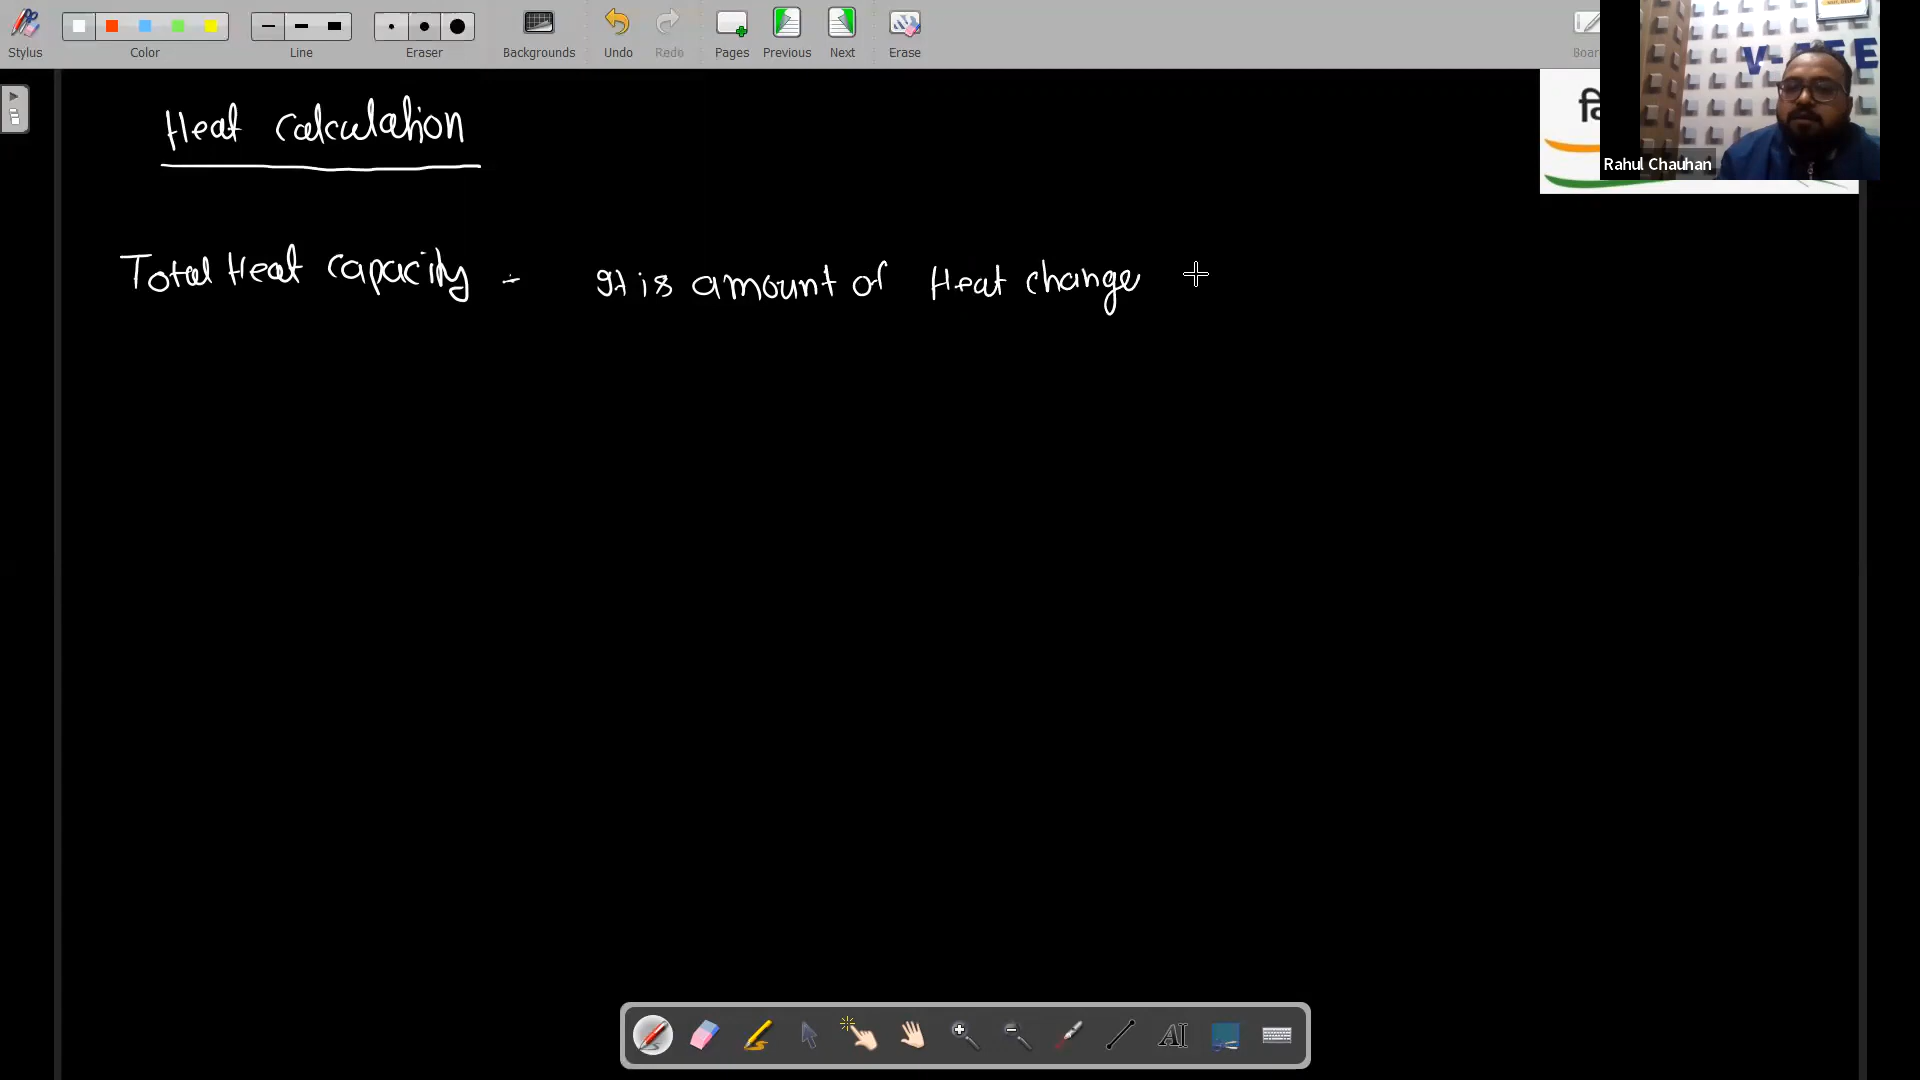 Stylus Color Line Eraser Backgrounds Undo Redo Pages Previous Next Erase
Heat calculation
Rahul Chauhan
Total Heat capacity - It is amount of Heat change